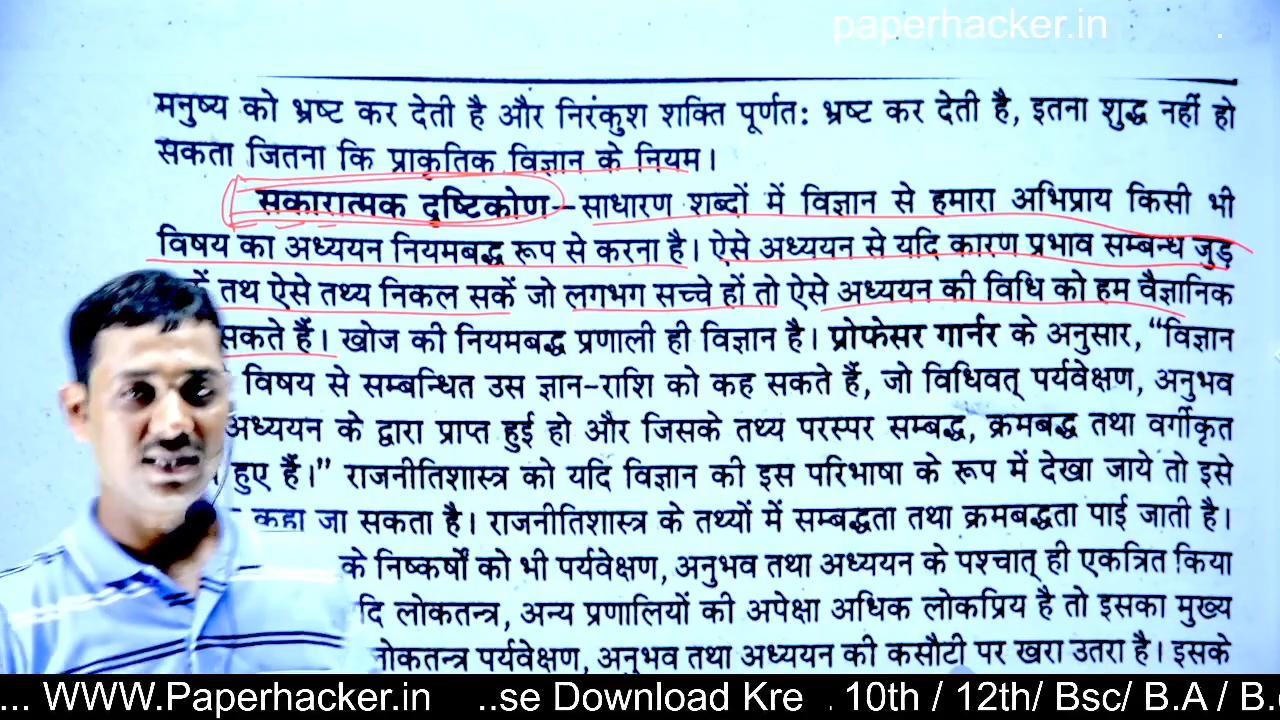 paperhacker.in .
मनुष्य को भ्रष्ट कर देती है और निरंकुश शक्ति पूर्णतः भ्रष्ट कर देती है, इतना शुद्ध नहीं हो
सकता जितना कि प्राकृतिक विज्ञान के नियम।
सकारात्मक दृष्टिकोण—साधारण शब्दों में विज्ञान से हमारा अभिप्राय किसी भी
विषय का अध्ययन नियमबद्ध रूप से करना है। ऐसे अध्ययन से यदि कारण प्रभाव सम्बन्ध जुड़
तथ ऐसे तथ्य निकल सकें जो लगभग सच्चे हों तो ऐसे अध्ययन की विधि को हम वैज्ञानिक
सकते हैं। खोज की नियमबद्ध प्रणाली ही विज्ञान है। प्रोफेसर गार्नर के अनुसार, “विज्ञान
विषय से सम्बन्धित उस ज्ञान-राशि को कह सकते हैं, जो विधिवत् पर्यवेक्षण, अनुभव
अध्ययन के द्वारा प्राप्त हुई हो और जिसके तथ्य परस्पर सम्बद्ध, क्रमबद्ध तथा वर्गीकृत
हुए हैं।” राजनीतिशास्त्र को यदि विज्ञान की इस परिभाषा के रूप में देखा जाये तो इसे
कहा जा सकता है। राजनीतिशास्त्र के तथ्यों में सम्बद्धता तथा क्रमबद्धता पाई जाती है।
के निष्कर्षों को भी पर्यवेक्षण, अनुभव तथा अध्ययन के पश्चात् ही एकत्रित किया
लोकतन्त्र, अन्य प्रणालियों की अपेक्षा अधिक लोकप्रिय है तो इसका मुख्य
पर्यवेक्षण, अनुभव तथा अध्ययन की कसौटी पर खरा उतरा है। इसके
... WWW.Paperhacker.in ..se Download Kre . 10th / 12th/ Bsc/ B.A / B.